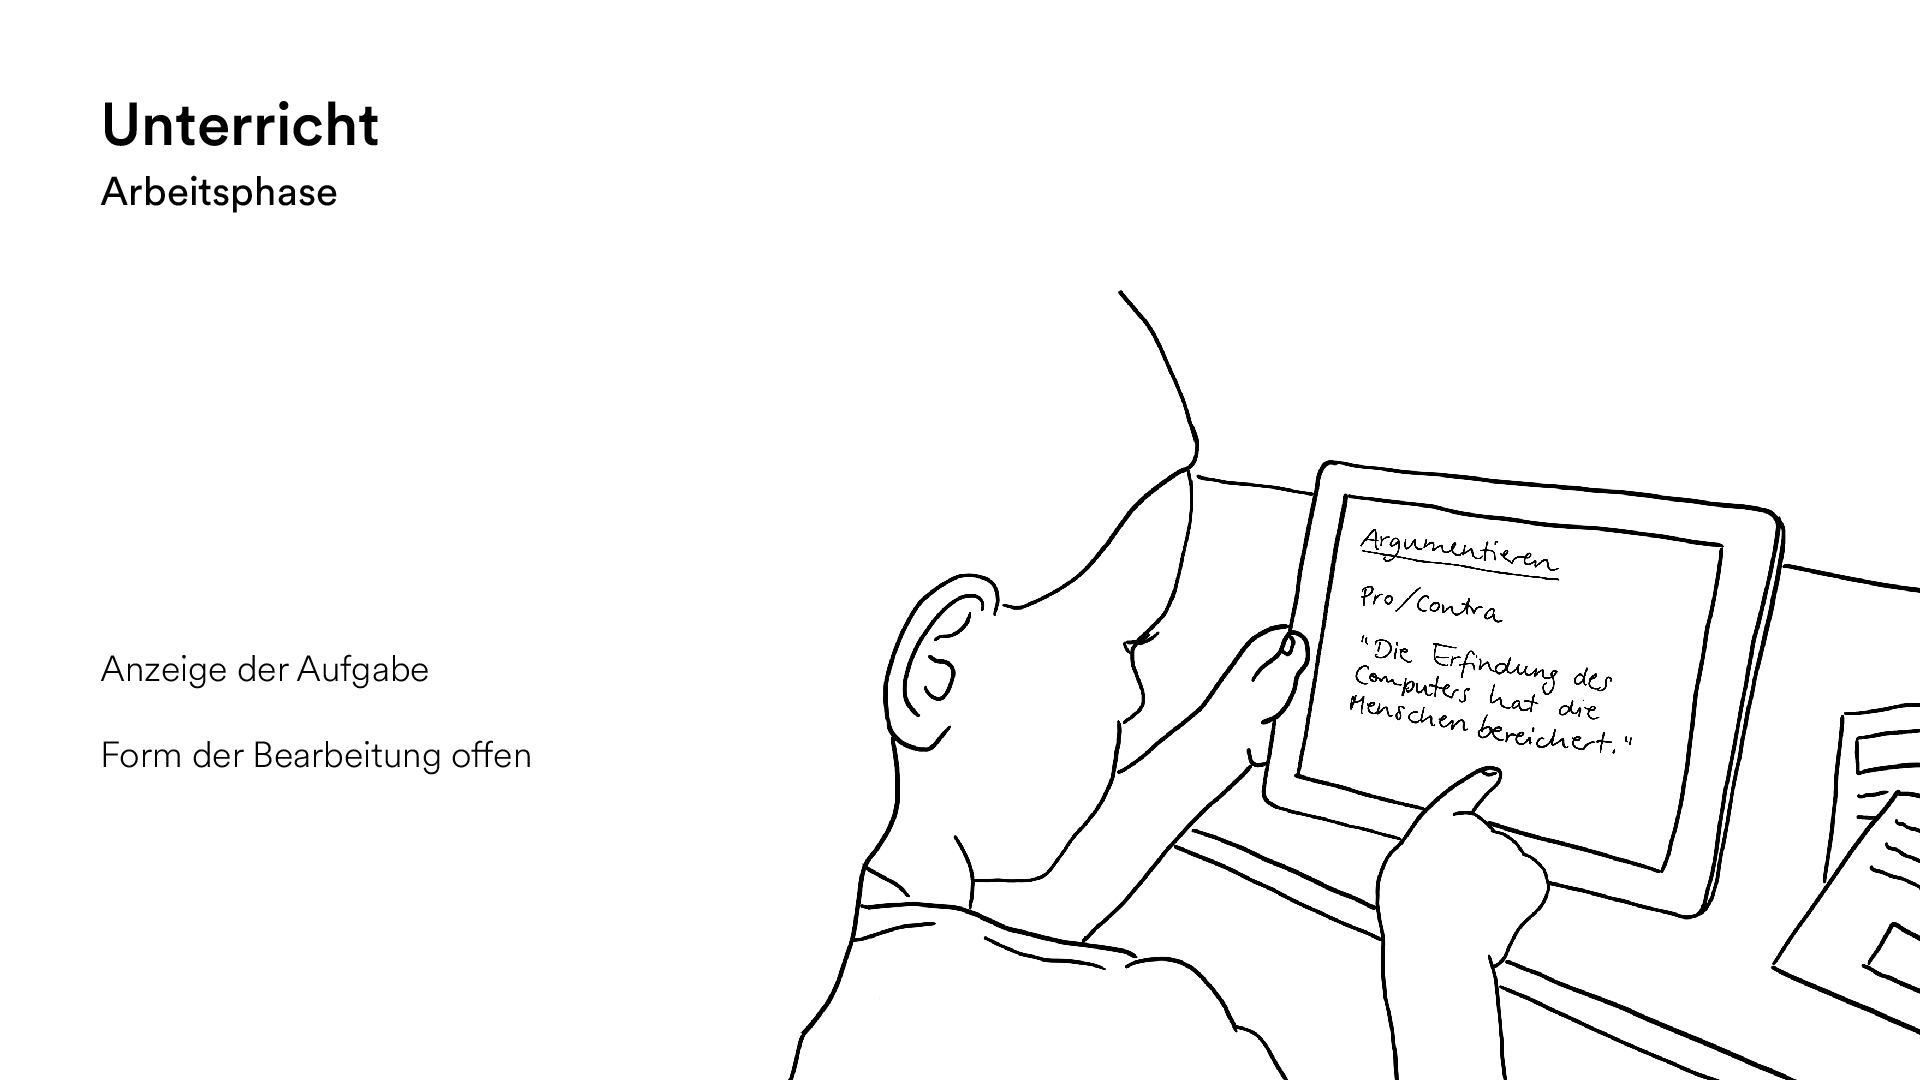 Unterricht
Arbeitsphase
Anzeige der Aufgabe
Form der Bearbeitung offen
Argumentieren
Pro/Contra
"Die Erfindung des
Computers hat die
Menschen bereichert."